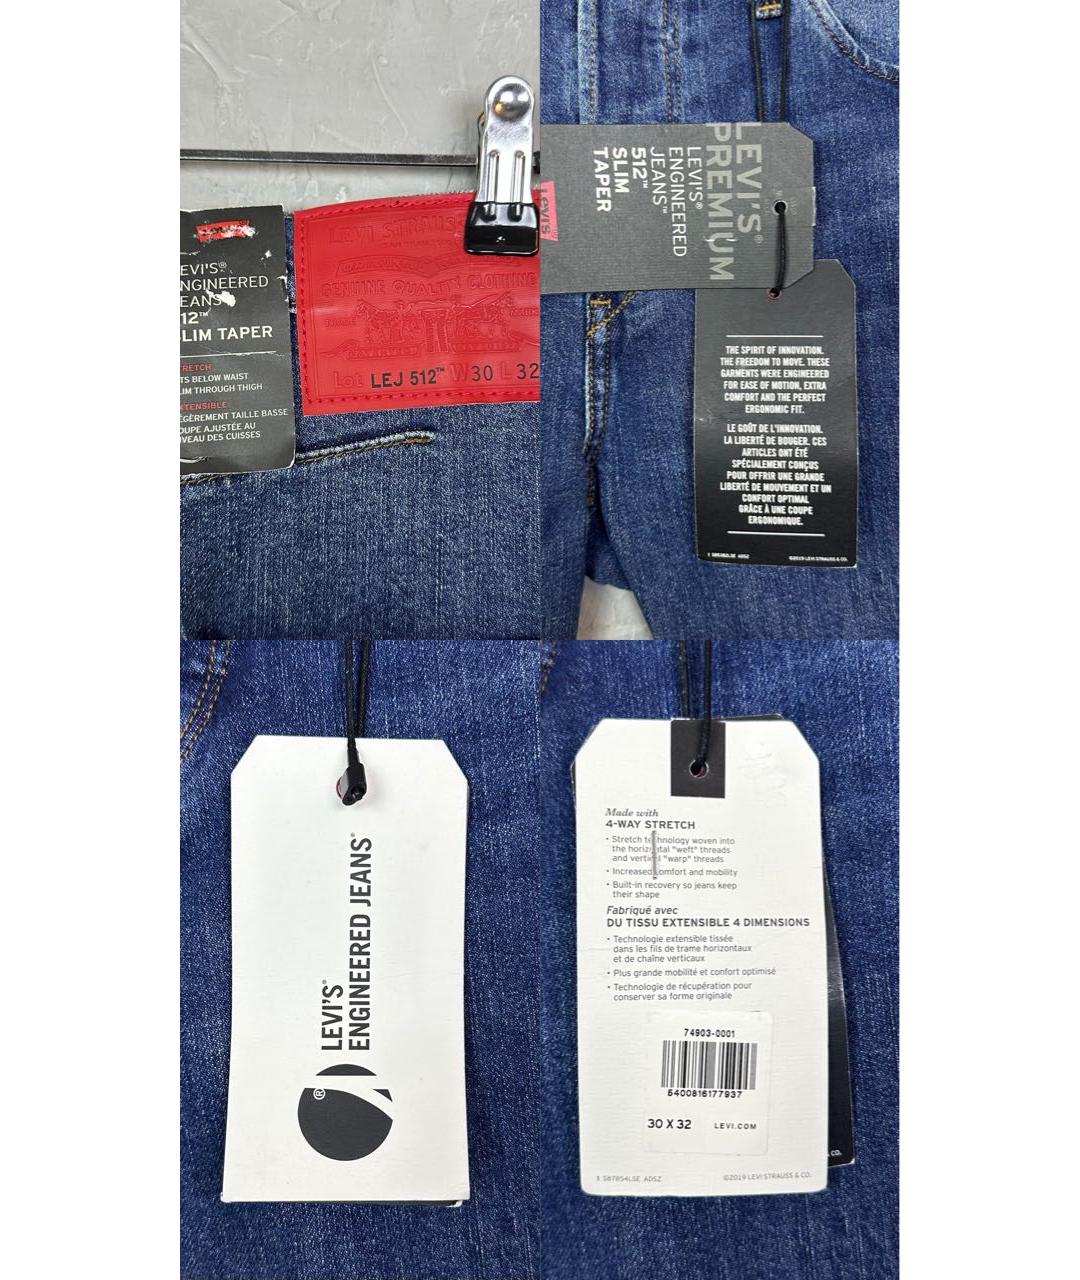 EVI'S®
NGINEERED
EANS™
12™
LIM TAPER
TRETCH
TS BELOW WAIST
IM THROUGH THIGH
XTENSIBLE
ÉGÈREMENT TAILLE BASSE
OUPE AJUSTÉE AU
IVEAU DES CUISSES
LEVI STRAUSS
GENUINE QUALITY CLOTHING
Lot LEJ 512™ W 30 L 32
Levi's
LEVI'S®
PREMIUM
LEVI'S®
ENGINEERED
JEANS™
512™
SLIM
TAPER
THE SPIRIT OF INNOVATION.
THE FREEDOM TO MOVE. THESE
GARMENTS WERE ENGINEERED
FOR EASE OF MOTION, EXTRA
COMFORT AND THE PERFECT
ERGONOMIC FIT.
LE GOÛT DE L'INNOVATION.
LA LIBERTÉ DE BOUGER. CES
ARTICLES ONT ÉTÉ
SPÉCIALEMENT CONÇUS
POUR OFFRIR UNE GRANDE
LIBERTÉ DE MOUVEMENT ET UN
CONFORT OPTIMAL
GRÂCE À UNE COUPE
ERGONOMIQUE.
©2019 LEVI STRAUSS & CO.
LEVI'S®
ENGINEERED JEANS®
®
Made with
4-WAY STRETCH
• Stretch technology woven into
the horizontal "weft" threads
and vertical "warp" threads
• Increased comfort and mobility
• Built-in recovery so jeans keep
their shape
Fabriqué avec
DU TISSU EXTENSIBLE 4 DIMENSIONS
• Technologie extensible tissée
dans les fils de trame horizontaux
et de chaîne verticaux
• Plus grande mobilité et confort optimisé
• Technologie de récupération pour
conserver sa forme originale
74903-0001
5400816177937
30 X 32 LEVI.COM
©2019 LEVI STRAUSS & CO.
CO.